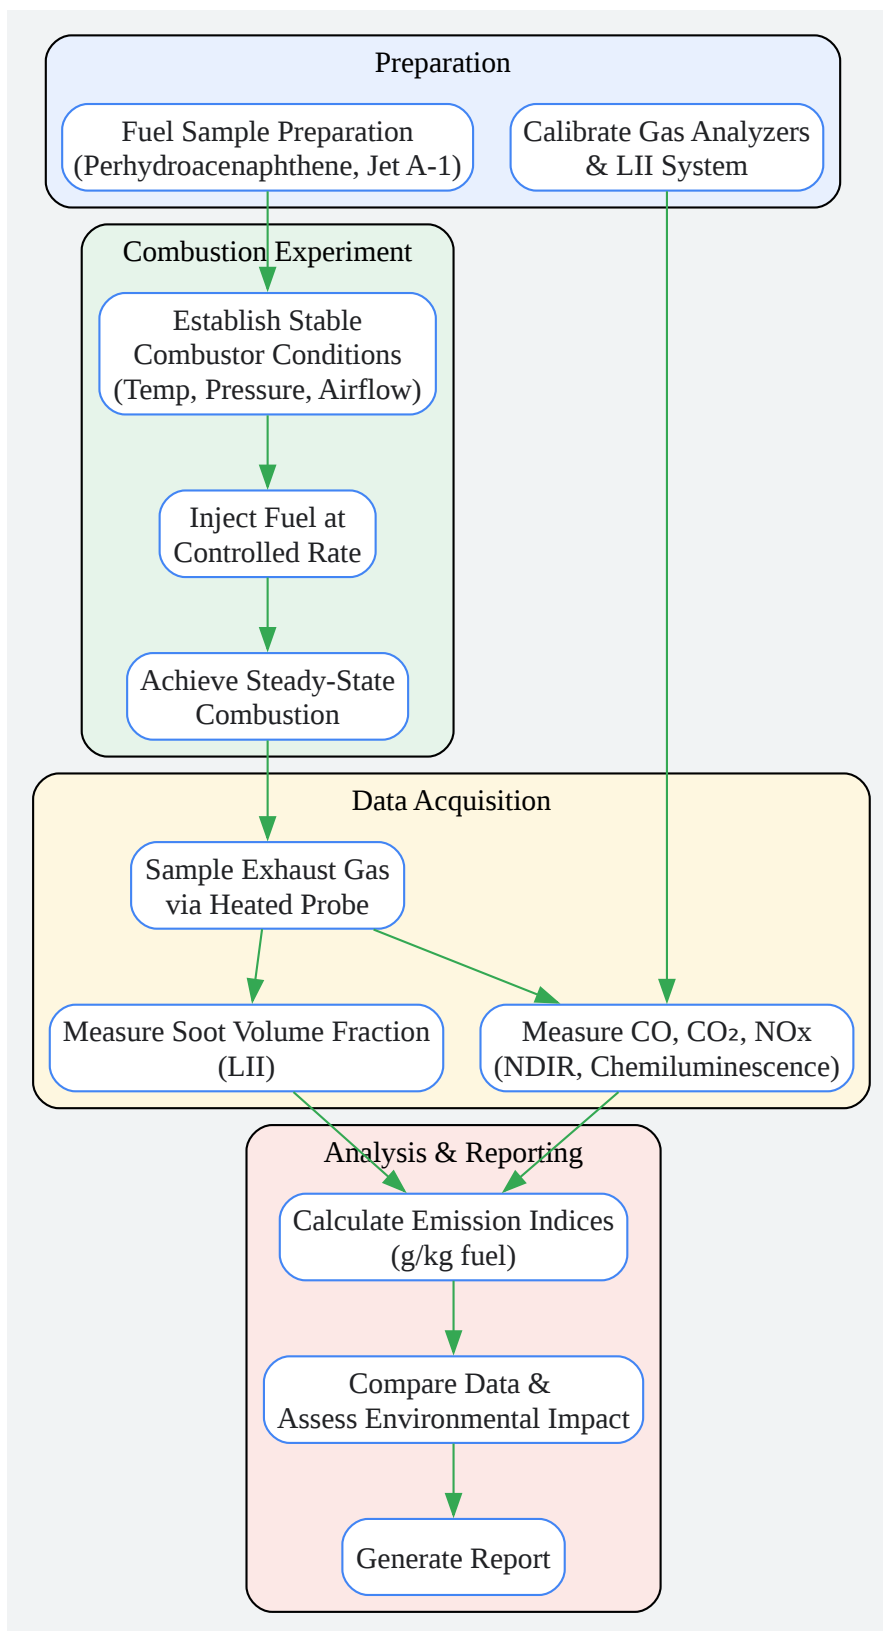 Preparation
Fuel Sample Preparation
(Perhydroacenaphthene, Jet A-1)
Calibrate Gas Analyzers
& LII System
Combustion Experiment
Establish Stable
Combustor Conditions
(Temp, Pressure, Airflow)
Inject Fuel at
Controlled Rate
Achieve Steady-State
Combustion
Data Acquisition
Sample Exhaust Gas
via Heated Probe
Measure Soot Volume Fraction
(LII)
Measure CO, CO₂, NOx
(NDIR, Chemiluminescence)
Analysis & Reporting
Calculate Emission Indices
(g/kg fuel)
Compare Data &
Assess Environmental Impact
Generate Report